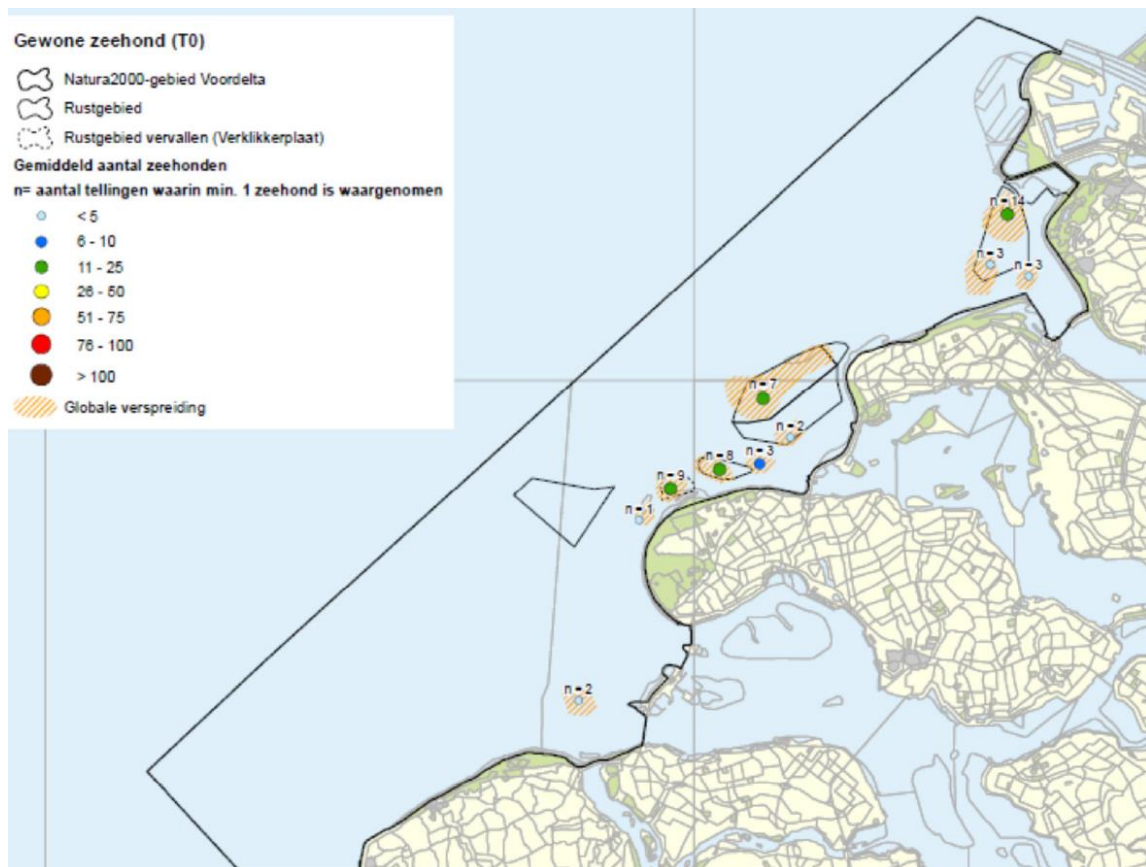 Gewone zeehond (T0)
Natura2000-gebied Voordelta
Rustgebied
Rustgebied vervallen (Verklikkerplaat)
Gemiddeld aantal zeehonden
n= aantal tellingen waarin min. 1 zeehond is waargenomen
< 5
6 - 10
11 - 25
26 - 50
51 - 75
76 - 100
> 100
Globale verspreiding
n = 14
n = 3
n = 3
n = 7
n = 2
n = 3
n = 8
n = 9
n = 1
n = 2